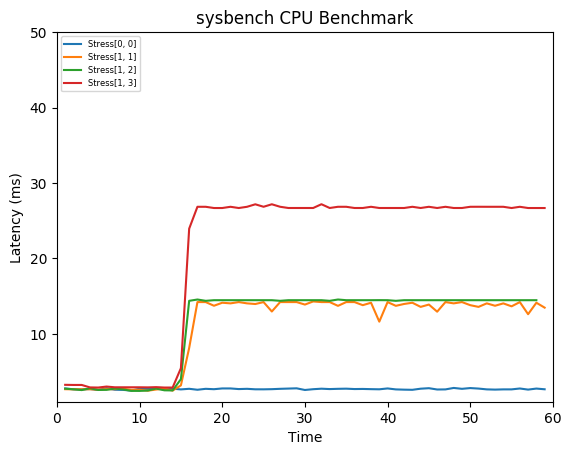 sysbench CPU Benchmark
50
40
30
20
10
Latency (ms)
Stress[0, 0]
Stress[1, 1]
Stress[1, 2]
Stress[1, 3]
0 10 20 30 40 50 60
Time